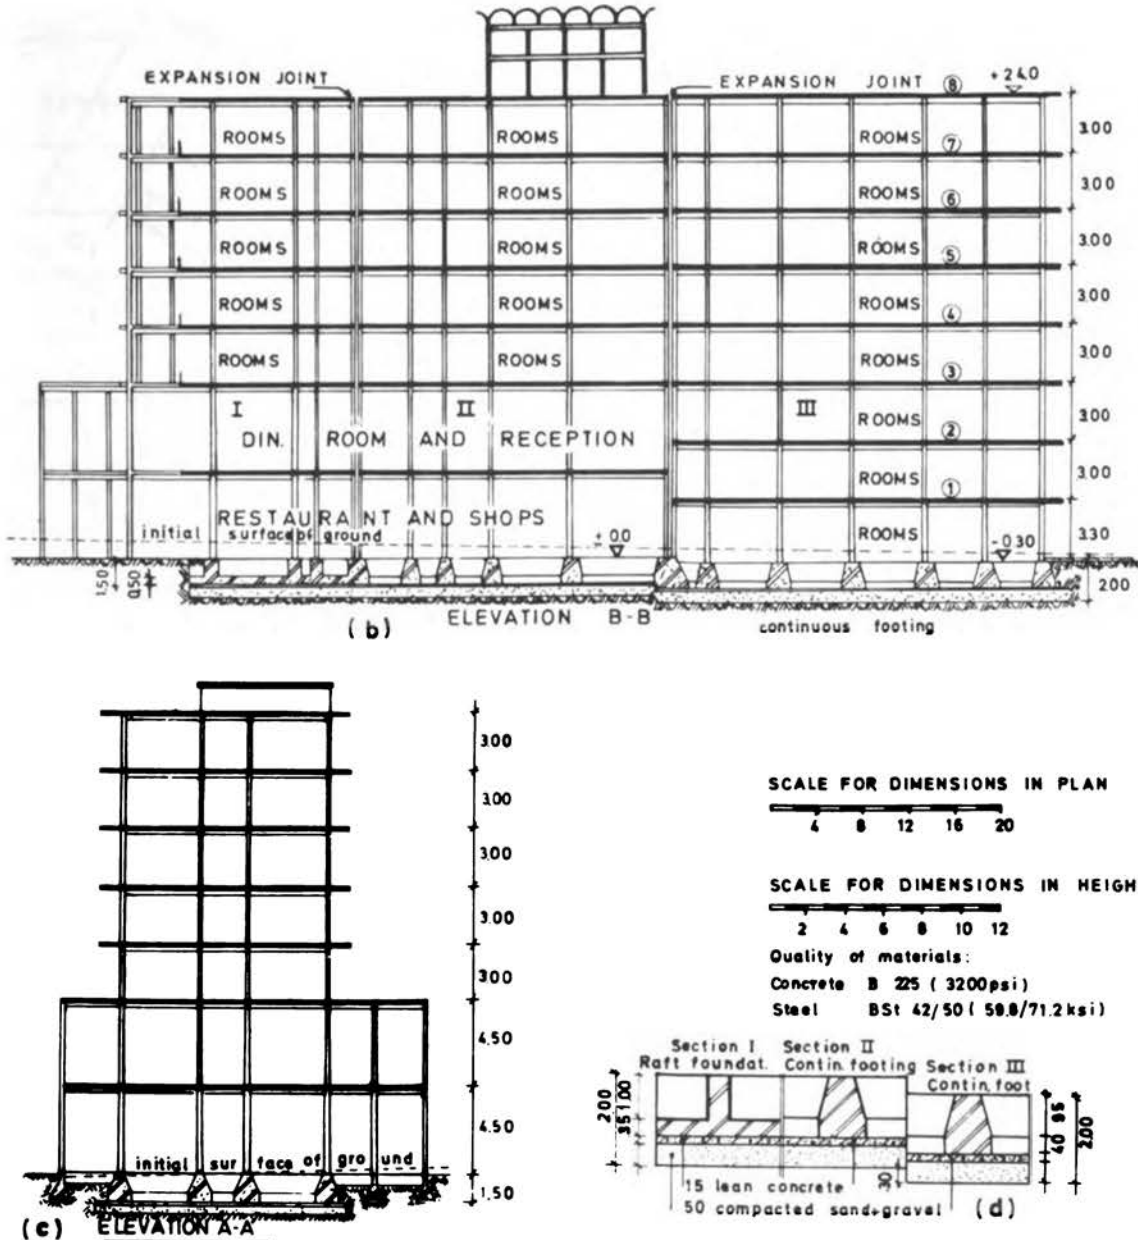 EXPANSION JOINT
EXPANSION JOINT ⑧ + 24.0
ROOMS ROOMS ROOMS ⑦ 3.00
ROOMS ROOMS ROOMS ⑥ 3.00
ROOMS ROOMS ROOMS ⑤ 3.00
ROOMS ROOMS ROOMS ④ 3.00
ROOMS ROOMS ROOMS ③ 3.00
I II III
DIN. ROOM AND RECEPTION
ROOMS ② 3.00
ROOMS ① 3.00
RESTAURAINT AND SHOPS
initial surface of ground
± 0.0
ROOMS - 0.30 3.30
1.50 0.50 2.00
ELEVATION B-B
(b)
continuous footing
3.00
3.00
3.00
3.00
3.00
4.50
4.50
initial surface of ground
1.50
(c) ELEVATION A-A
SCALE FOR DIMENSIONS IN PLAN
4 8 12 16 20
SCALE FOR DIMENSIONS IN HEIGH
2 4 6 8 10 12
Quality of materials:
Concrete B 225 ( 3200psi)
Steel BSt 42/50 ( 59.8/71.2ksi)
Section I Section II
Raft foundat. Contin. footing Section III
Contin. foot
2.00 35 1.00 40 95 2.00
15 lean concrete 30
50 compacted sand+gravel (d)